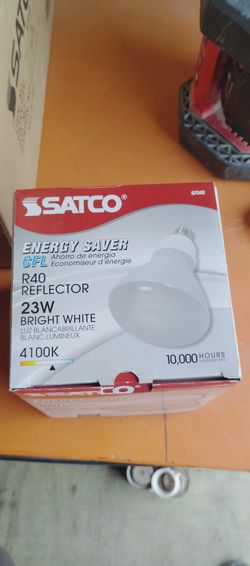 S7242
SATCO®
ENERGY SAVER
CFL Ahorro de energía
Economiseur d'énergie
R40
REFLECTOR
23W
BRIGHT WHITE
LUZ BLANCABRILLANTE
BLANC LUMINEUX
4100K
10,000 HOURS
SATCO